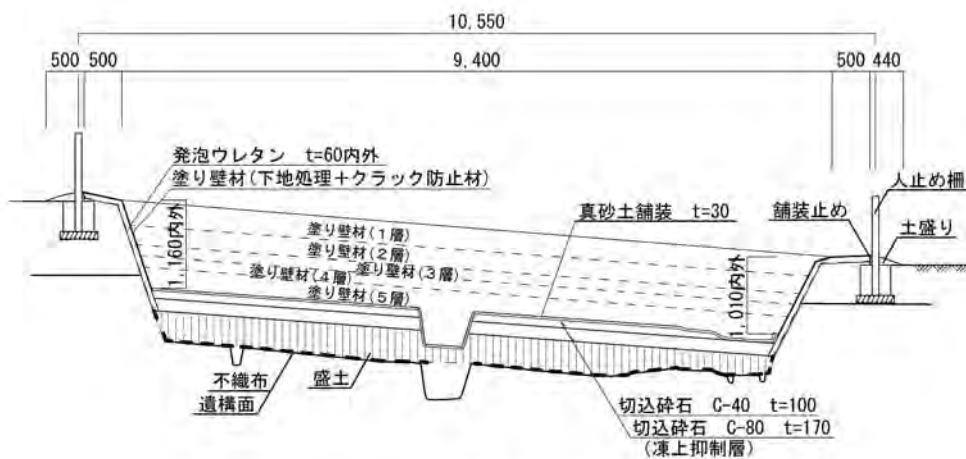 10,550
500 500
9,400
500 440
発泡ウレタン t=60内外
塗り壁材(下地処理+クラック防止材)
人止め柵
真砂土舗装 t=30
舗装止め
土盛り
1,160内外
塗り壁材(1層)
塗り壁材(2層)
塗り壁材(3層)
塗り壁材(4層)
塗り壁材(5層)
1,010内外
不織布
盛土
遺構面
切込砕石 C-40 t=100
切込砕石 C-80 t=170
(凍上抑制層)